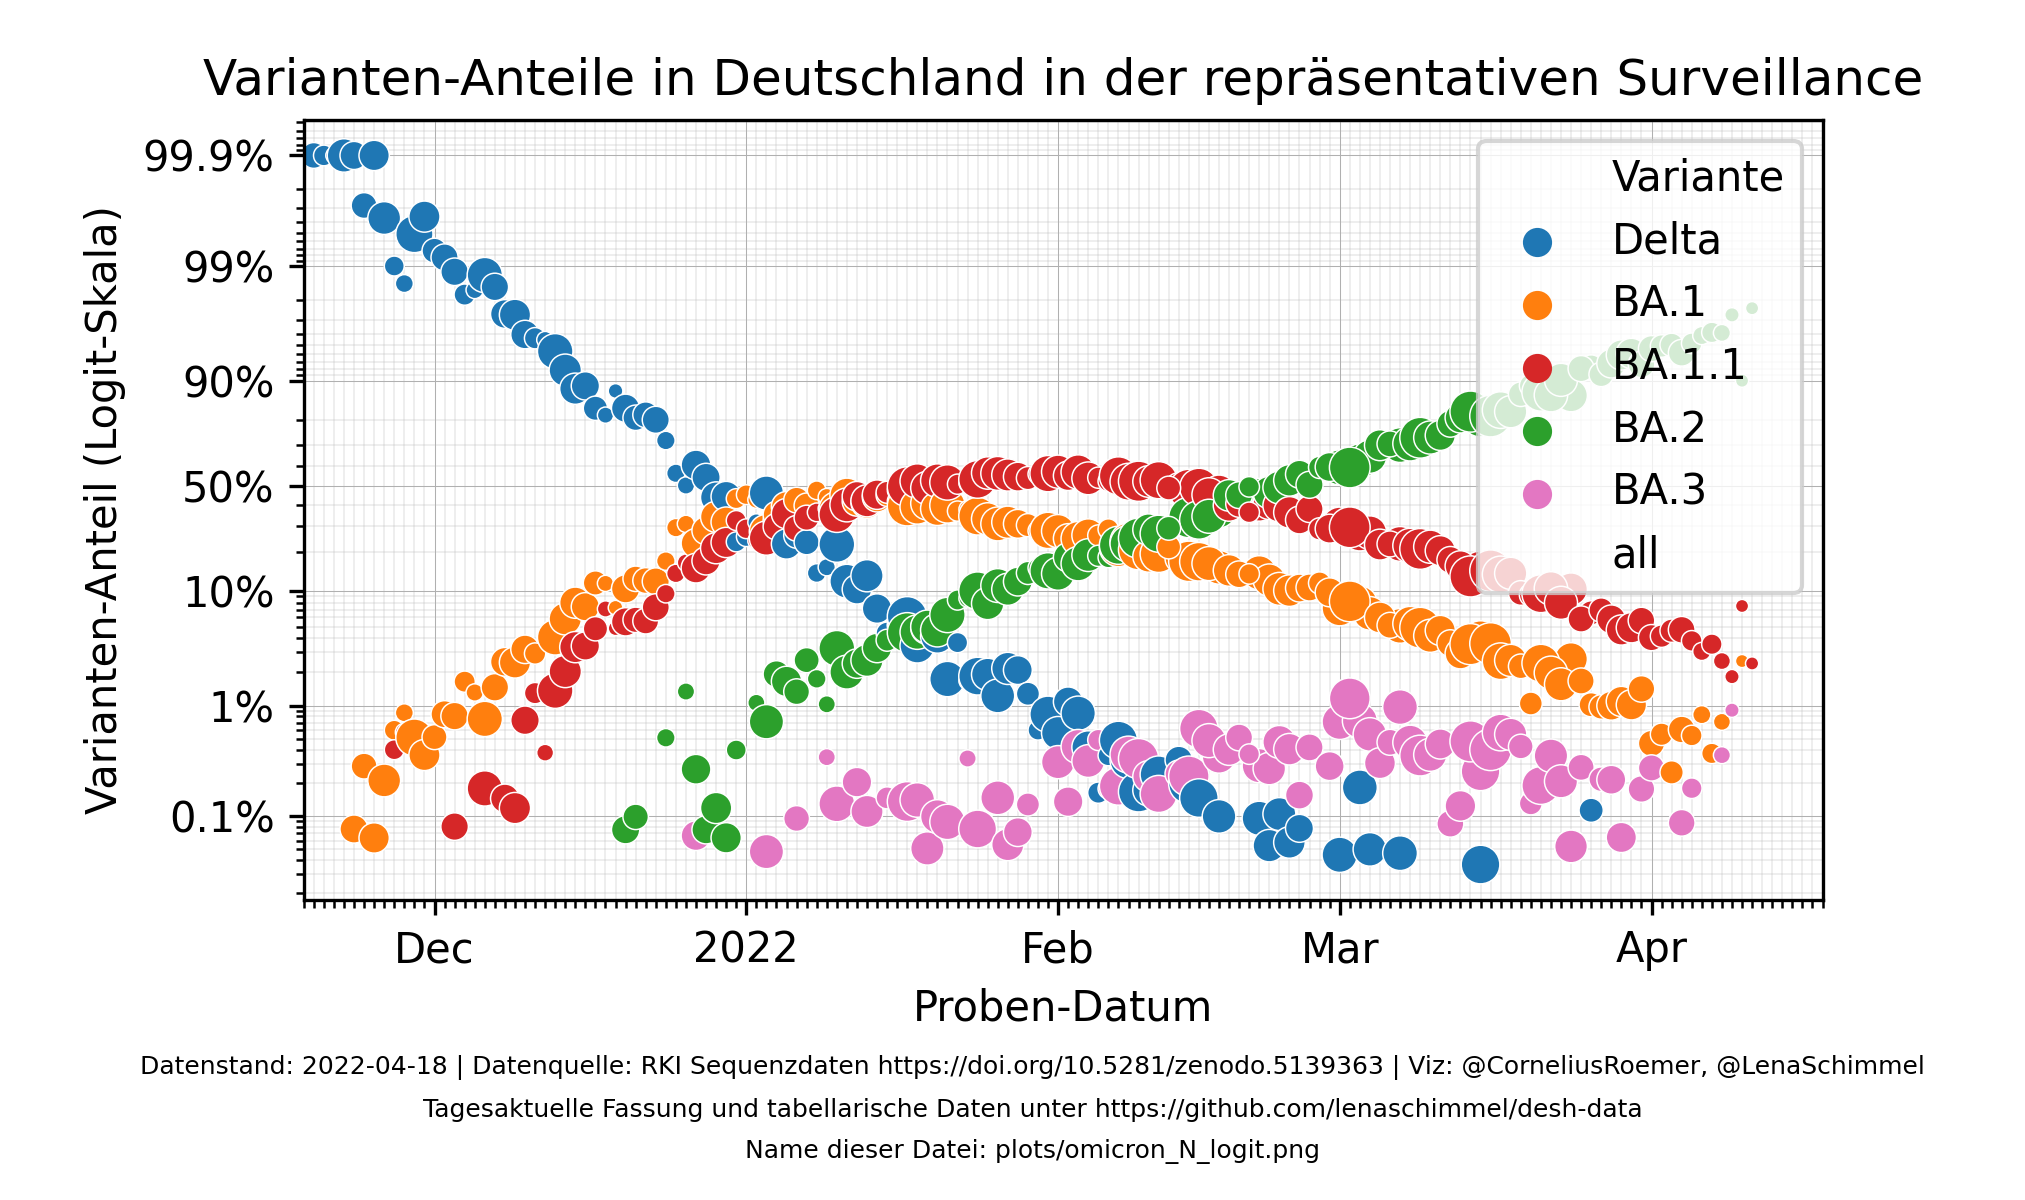 Varianten-Anteile in Deutschland in der repräsentativen Surveillance
Varianten-Anteil (Logit-Skala)
99.9%
99%
90%
50%
10%
1%
0.1%
Variante
Delta
BA.1
BA.1.1
BA.2
BA.3
all
Dec
2022
Feb
Mar
Apr
Proben-Datum
Datenstand: 2022-04-18 | Datenquelle: RKI Sequenzdaten https://doi.org/10.5281/zenodo.5139363 | Viz: @CorneliusRoemer, @LenaSchimmel
Tagesaktuelle Fassung und tabellarische Daten unter https://github.com/lenaschimmel/desh-data
Name dieser Datei: plots/omicron_N_logit.png